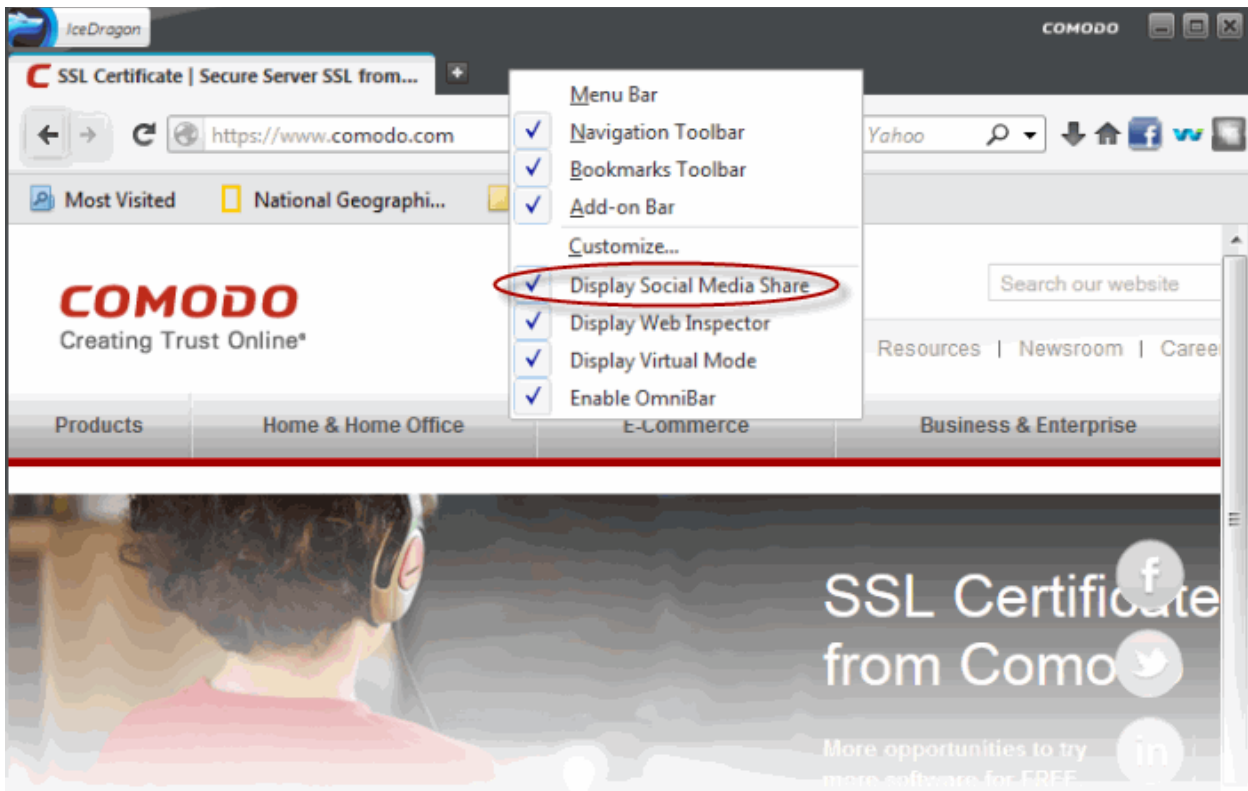 IceDragon
COMODO
SSL Certificate | Secure Server SSL from...
https://www.comodo.com
Yahoo
Most Visited
National Geographi...
Menu Bar
Navigation Toolbar
Bookmarks Toolbar
Add-on Bar
Customize...
Display Social Media Share
Display Web Inspector
Display Virtual Mode
Enable OmniBar
COMODO
Creating Trust Online®
Search our website
Resources | Newsroom | Caree
Products
Home & Home Office
E-Commerce
Business & Enterprise
SSL Certificate
from Comodo
f
in
More opportunities to try
more software for FREE